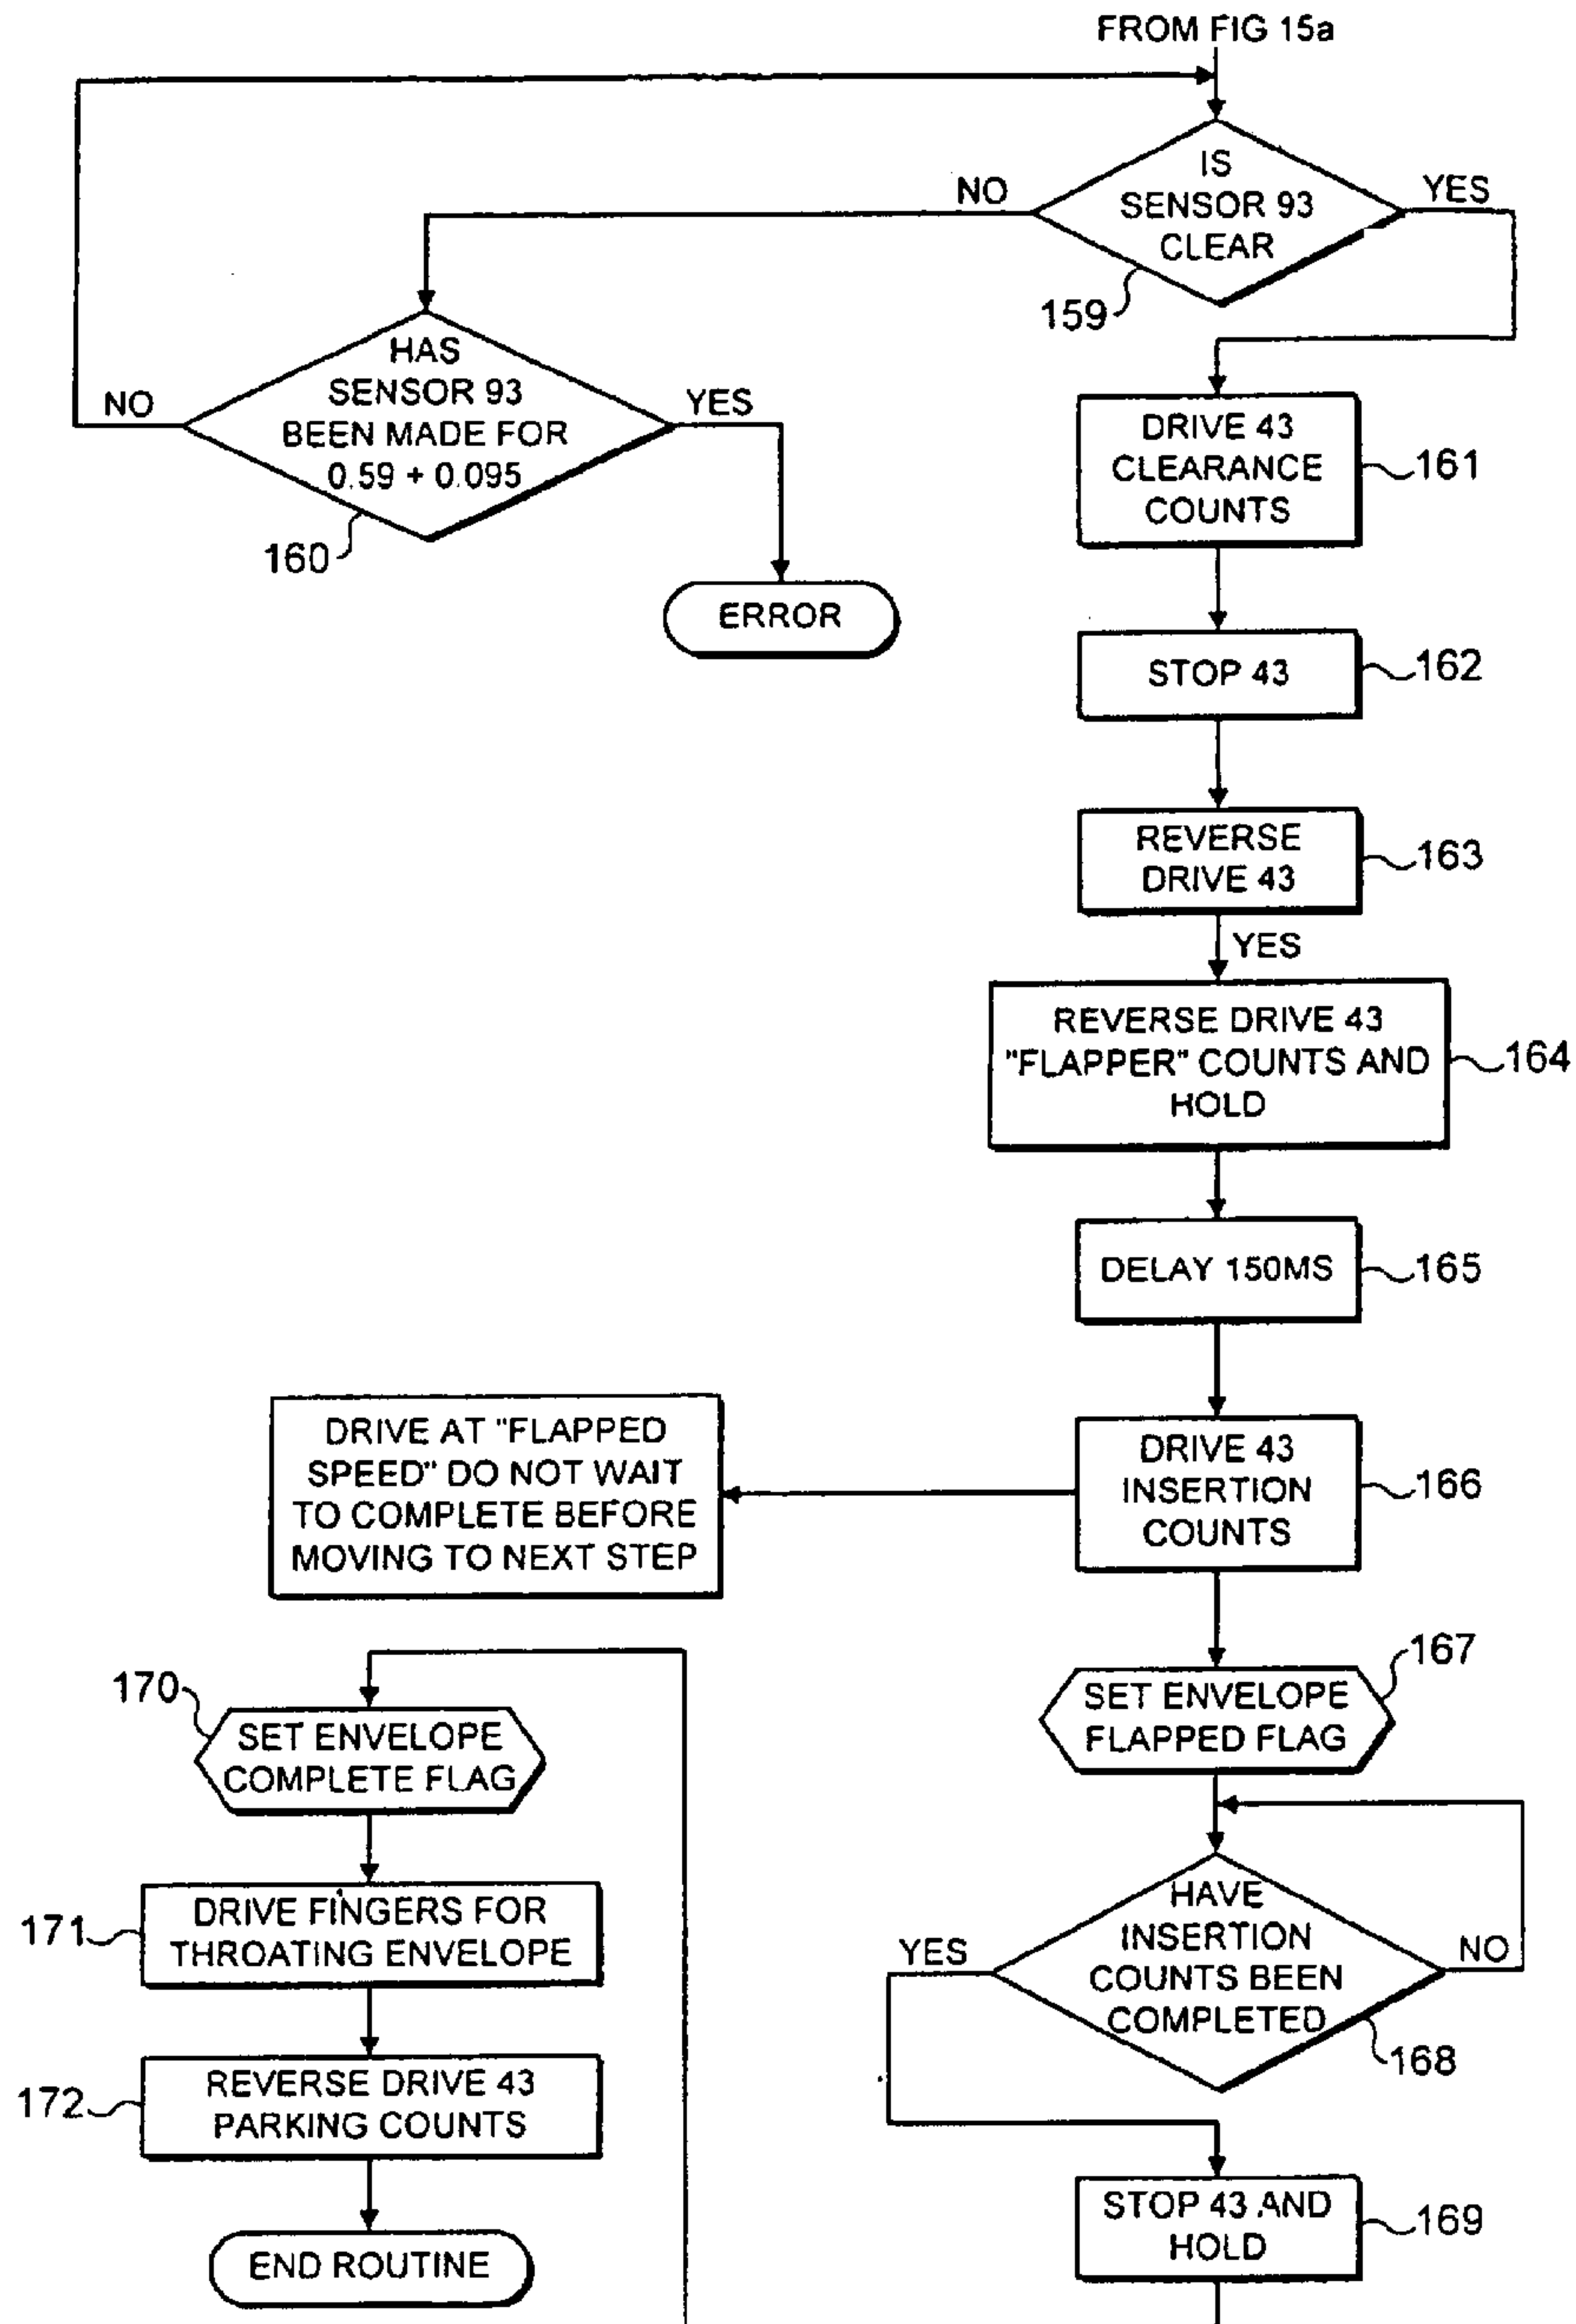 FROM FIG 15a
IS
SENSOR 93
CLEAR
NO
YES
159
HAS
SENSOR 93
BEEN MADE FOR
0.59 + 0.095
NO
YES
160
ERROR
DRIVE 43
CLEARANCE
COUNTS
161
STOP 43
162
REVERSE
DRIVE 43
163
YES
REVERSE DRIVE 43
"FLAPPER" COUNTS AND
HOLD
164
DELAY 150MS
165
DRIVE 43
INSERTION
COUNTS
166
DRIVE AT "FLAPPED
SPEED" DO NOT WAIT
TO COMPLETE BEFORE
MOVING TO NEXT STEP
SET ENVELOPE
FLAPPED FLAG
167
HAVE
INSERTION
COUNTS BEEN
COMPLETED
YES
NO
168
STOP 43 AND
HOLD
169
170
SET ENVELOPE
COMPLETE FLAG
171
DRIVE FINGERS FOR
THROATING ENVELOPE
172
REVERSE DRIVE 43
PARKING COUNTS
END ROUTINE